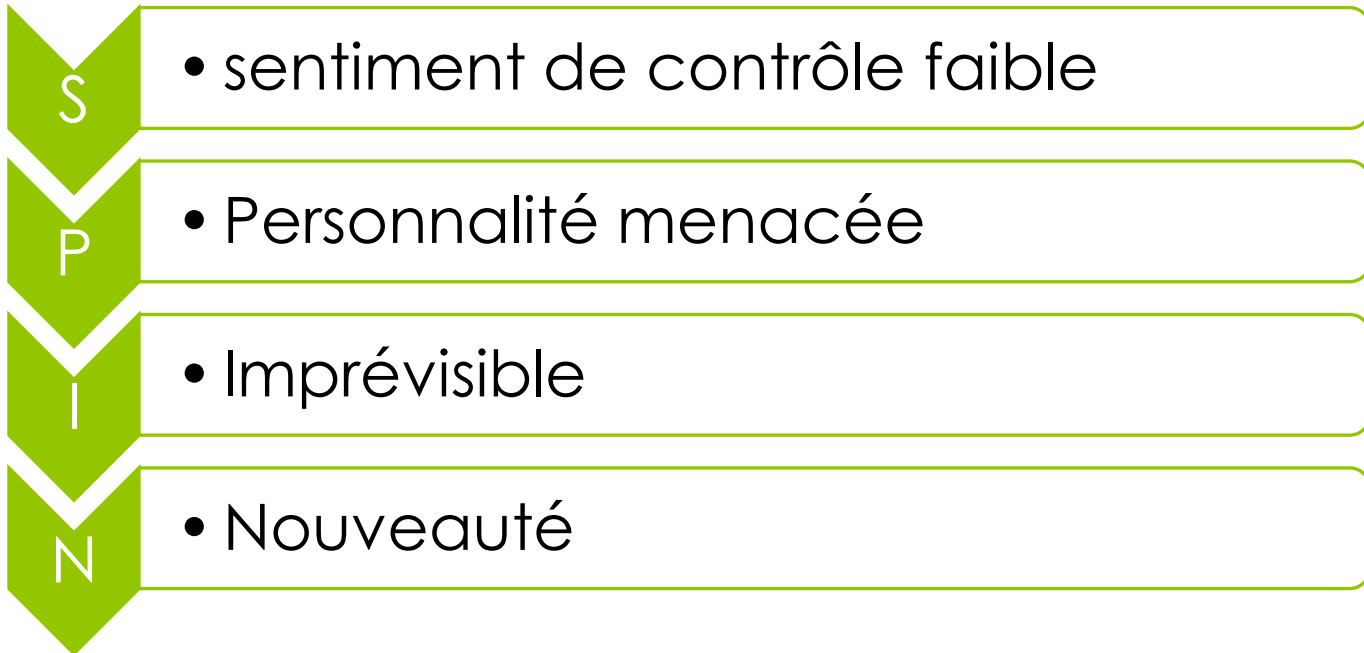 S
• sentiment de contrôle faible
P
• Personnalité menacée
I
• Imprévisible
N
• Nouveauté